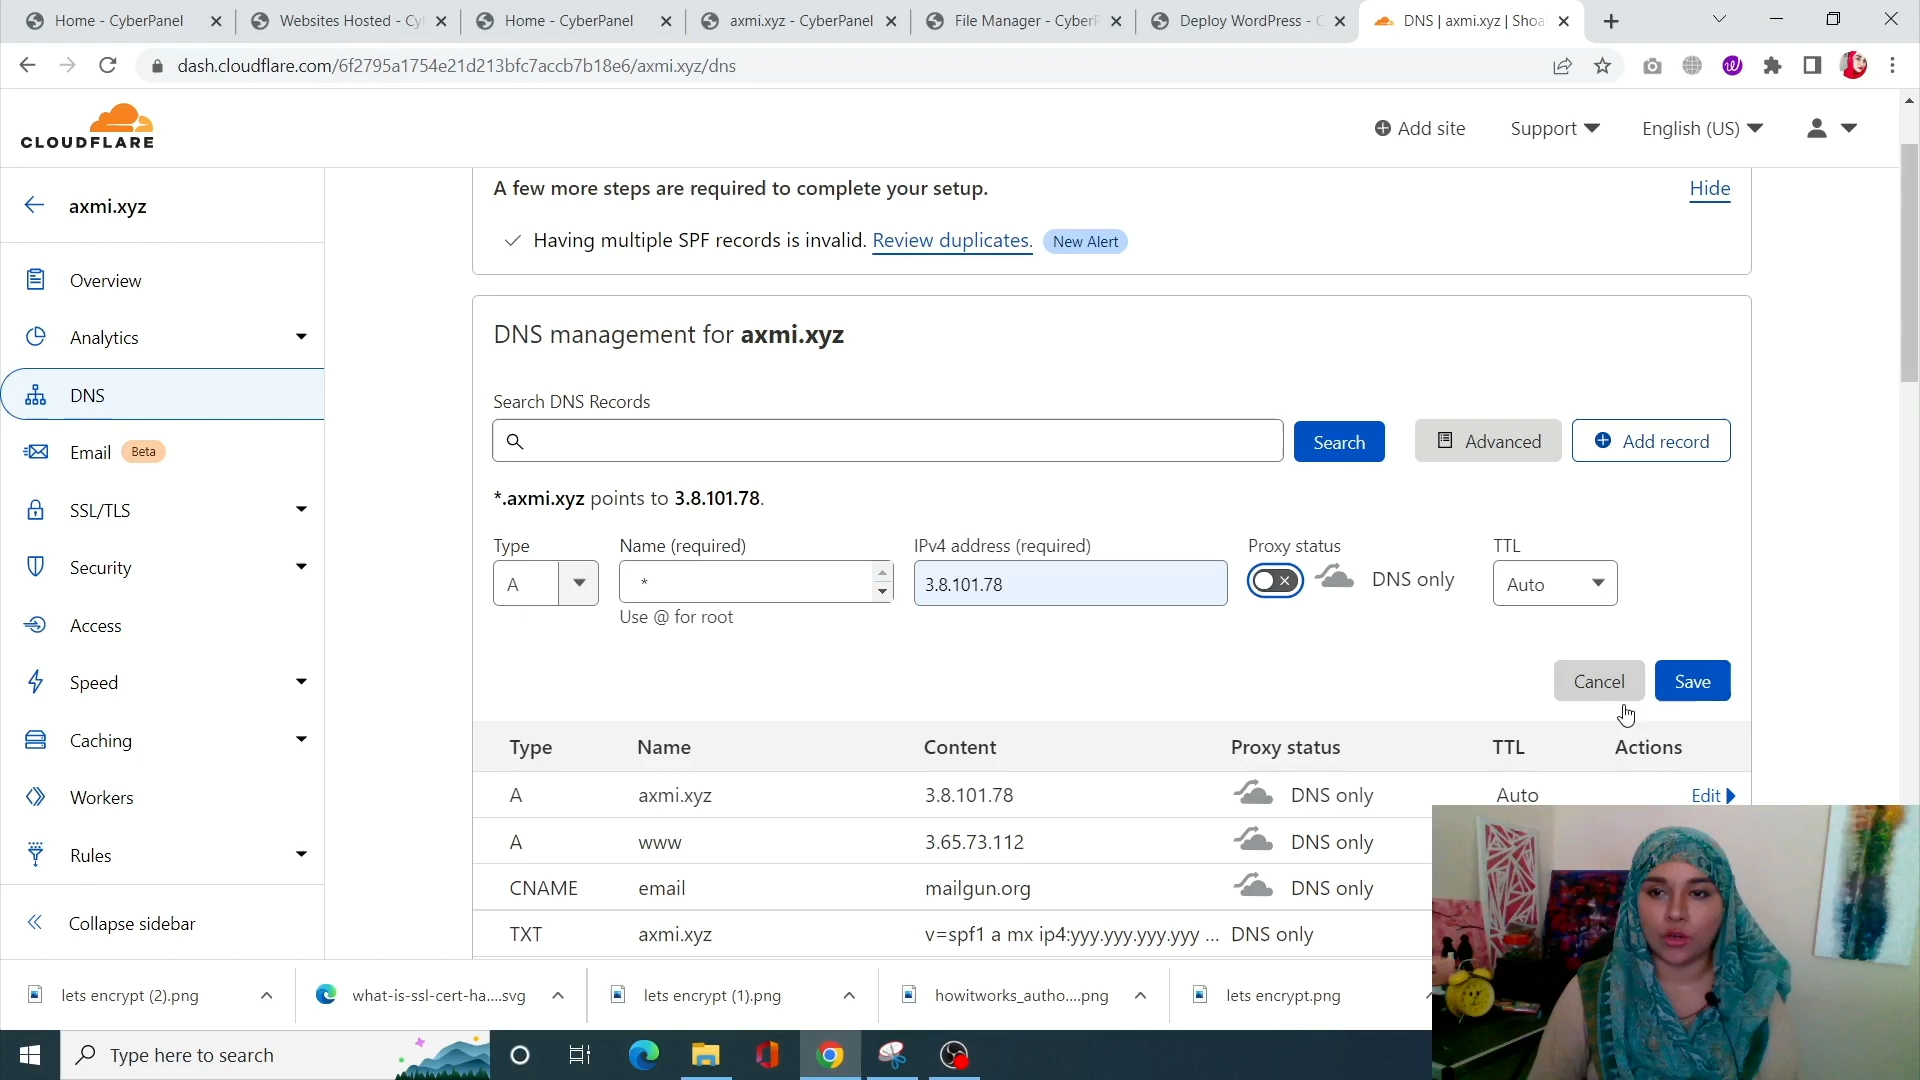 Home - CyberPanel
Websites Hosted - Cy
Home - CyberPanel
axmi.xyz - CyberPanel
File Manager - CyberP
Deploy WordPress - C
DNS | axmi.xyz | Shoa
dash.cloudflare.com/6f2795a1754e21d213bfc7accb7b18e6/axmi.xyz/dns
CLOUDFLARE
Add site
Support
English (US)
axmi.xyz
Overview
Analytics
DNS
Email Beta
SSL/TLS
Security
Access
Speed
Caching
Workers
Rules
Collapse sidebar
A few more steps are required to complete your setup.
Hide
Having multiple SPF records is invalid. Review duplicates. New Alert
DNS management for axmi.xyz
Search DNS Records
Search
Advanced
Add record
*.axmi.xyz points to 3.8.101.78.
Type Name (required) IPv4 address (required) Proxy status TTL
A * 3.8.101.78 DNS only Auto
Use @ for root
Cancel Save
Type Name Content Proxy status TTL Actions
A axmi.xyz 3.8.101.78 DNS only Auto Edit
A www 3.65.73.112 DNS only
CNAME email mailgun.org DNS only
TXT axmi.xyz v=spf1 a mx ip4:yyy.yyy.yyy.yyy ... DNS only
lets encrypt (2).png
what-is-ssl-cert-ha....svg
lets encrypt (1).png
howitworks_autho....png
lets encrypt.png
Type here to search